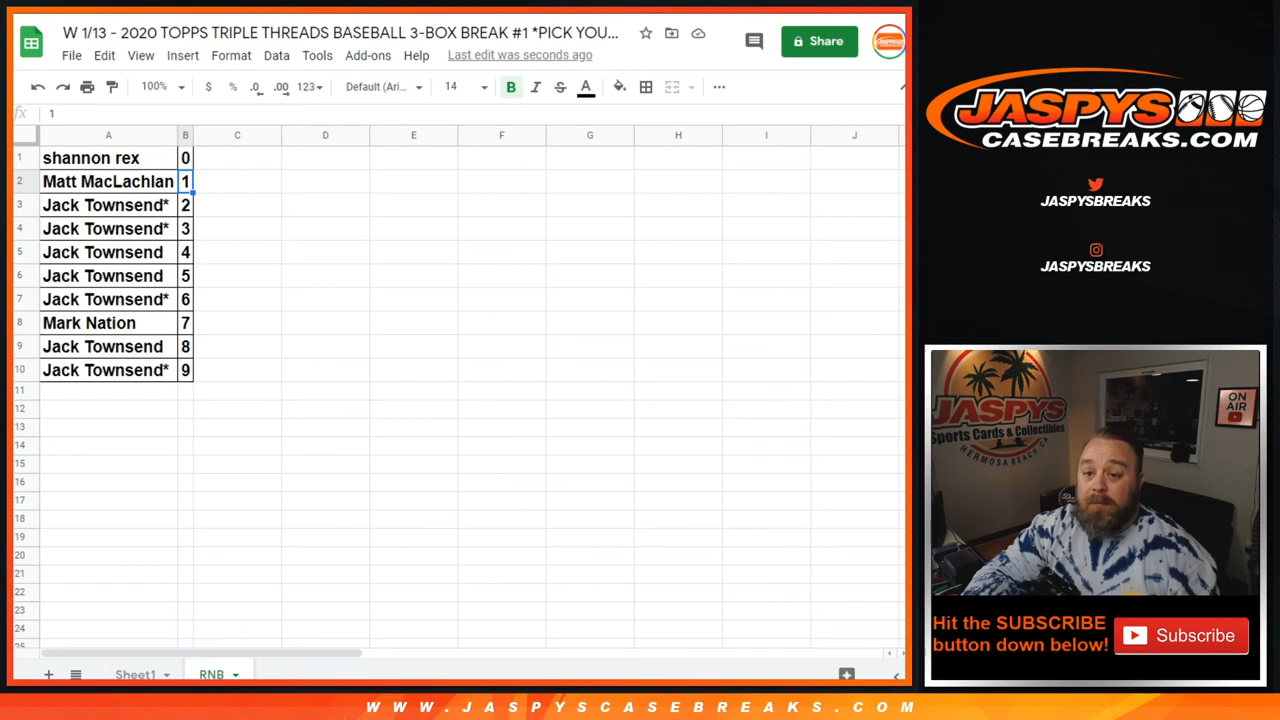 W 1/13 - 2020 TOPPS TRIPLE THREADS BASEBALL 3-BOX BREAK #1 *PICK YOU...
File Edit View Insert Format Data Tools Add-ons Help Last edit was seconds ago
Share
100% $ % .0 .00 123 Default (Ari... 14 B I S A
fx 1
A B C D E F G H I J
1 shannon rex 0
2 Matt MacLachlan 1
3 Jack Townsend* 2
4 Jack Townsend* 3
5 Jack Townsend 4
6 Jack Townsend 5
7 Jack Townsend* 6
8 Mark Nation 7
9 Jack Townsend 8
10 Jack Townsend* 9
11
12
13
14
15
16
17
18
19
20
21
22
23
24
25
Sheet1 RNB
JASPYS
CASEBREAKS.COM
JASPYSBREAKS
JASPYSBREAKS
JASPYS
Sports Cards & Collectibles
HERMOSA BEACH, CA
ON
AIR
Hit the SUBSCRIBE
button down below!
Subscribe
WWW.JASPYSCASEBREAKS.COM